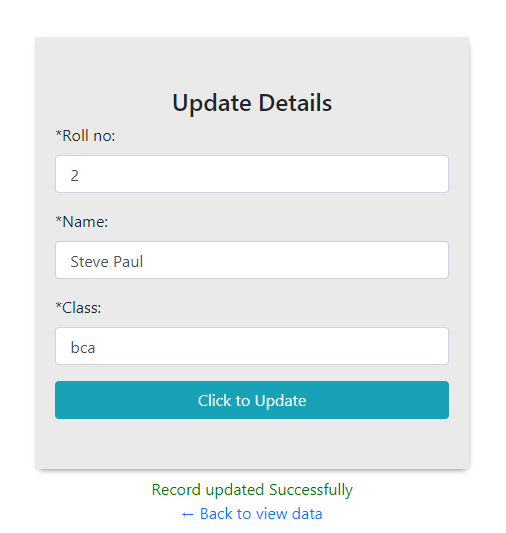 Update Details
*Roll no:
2
*Name:
Steve Paul
*Class:
bca
Click to Update
Record updated Successfully
← Back to view data